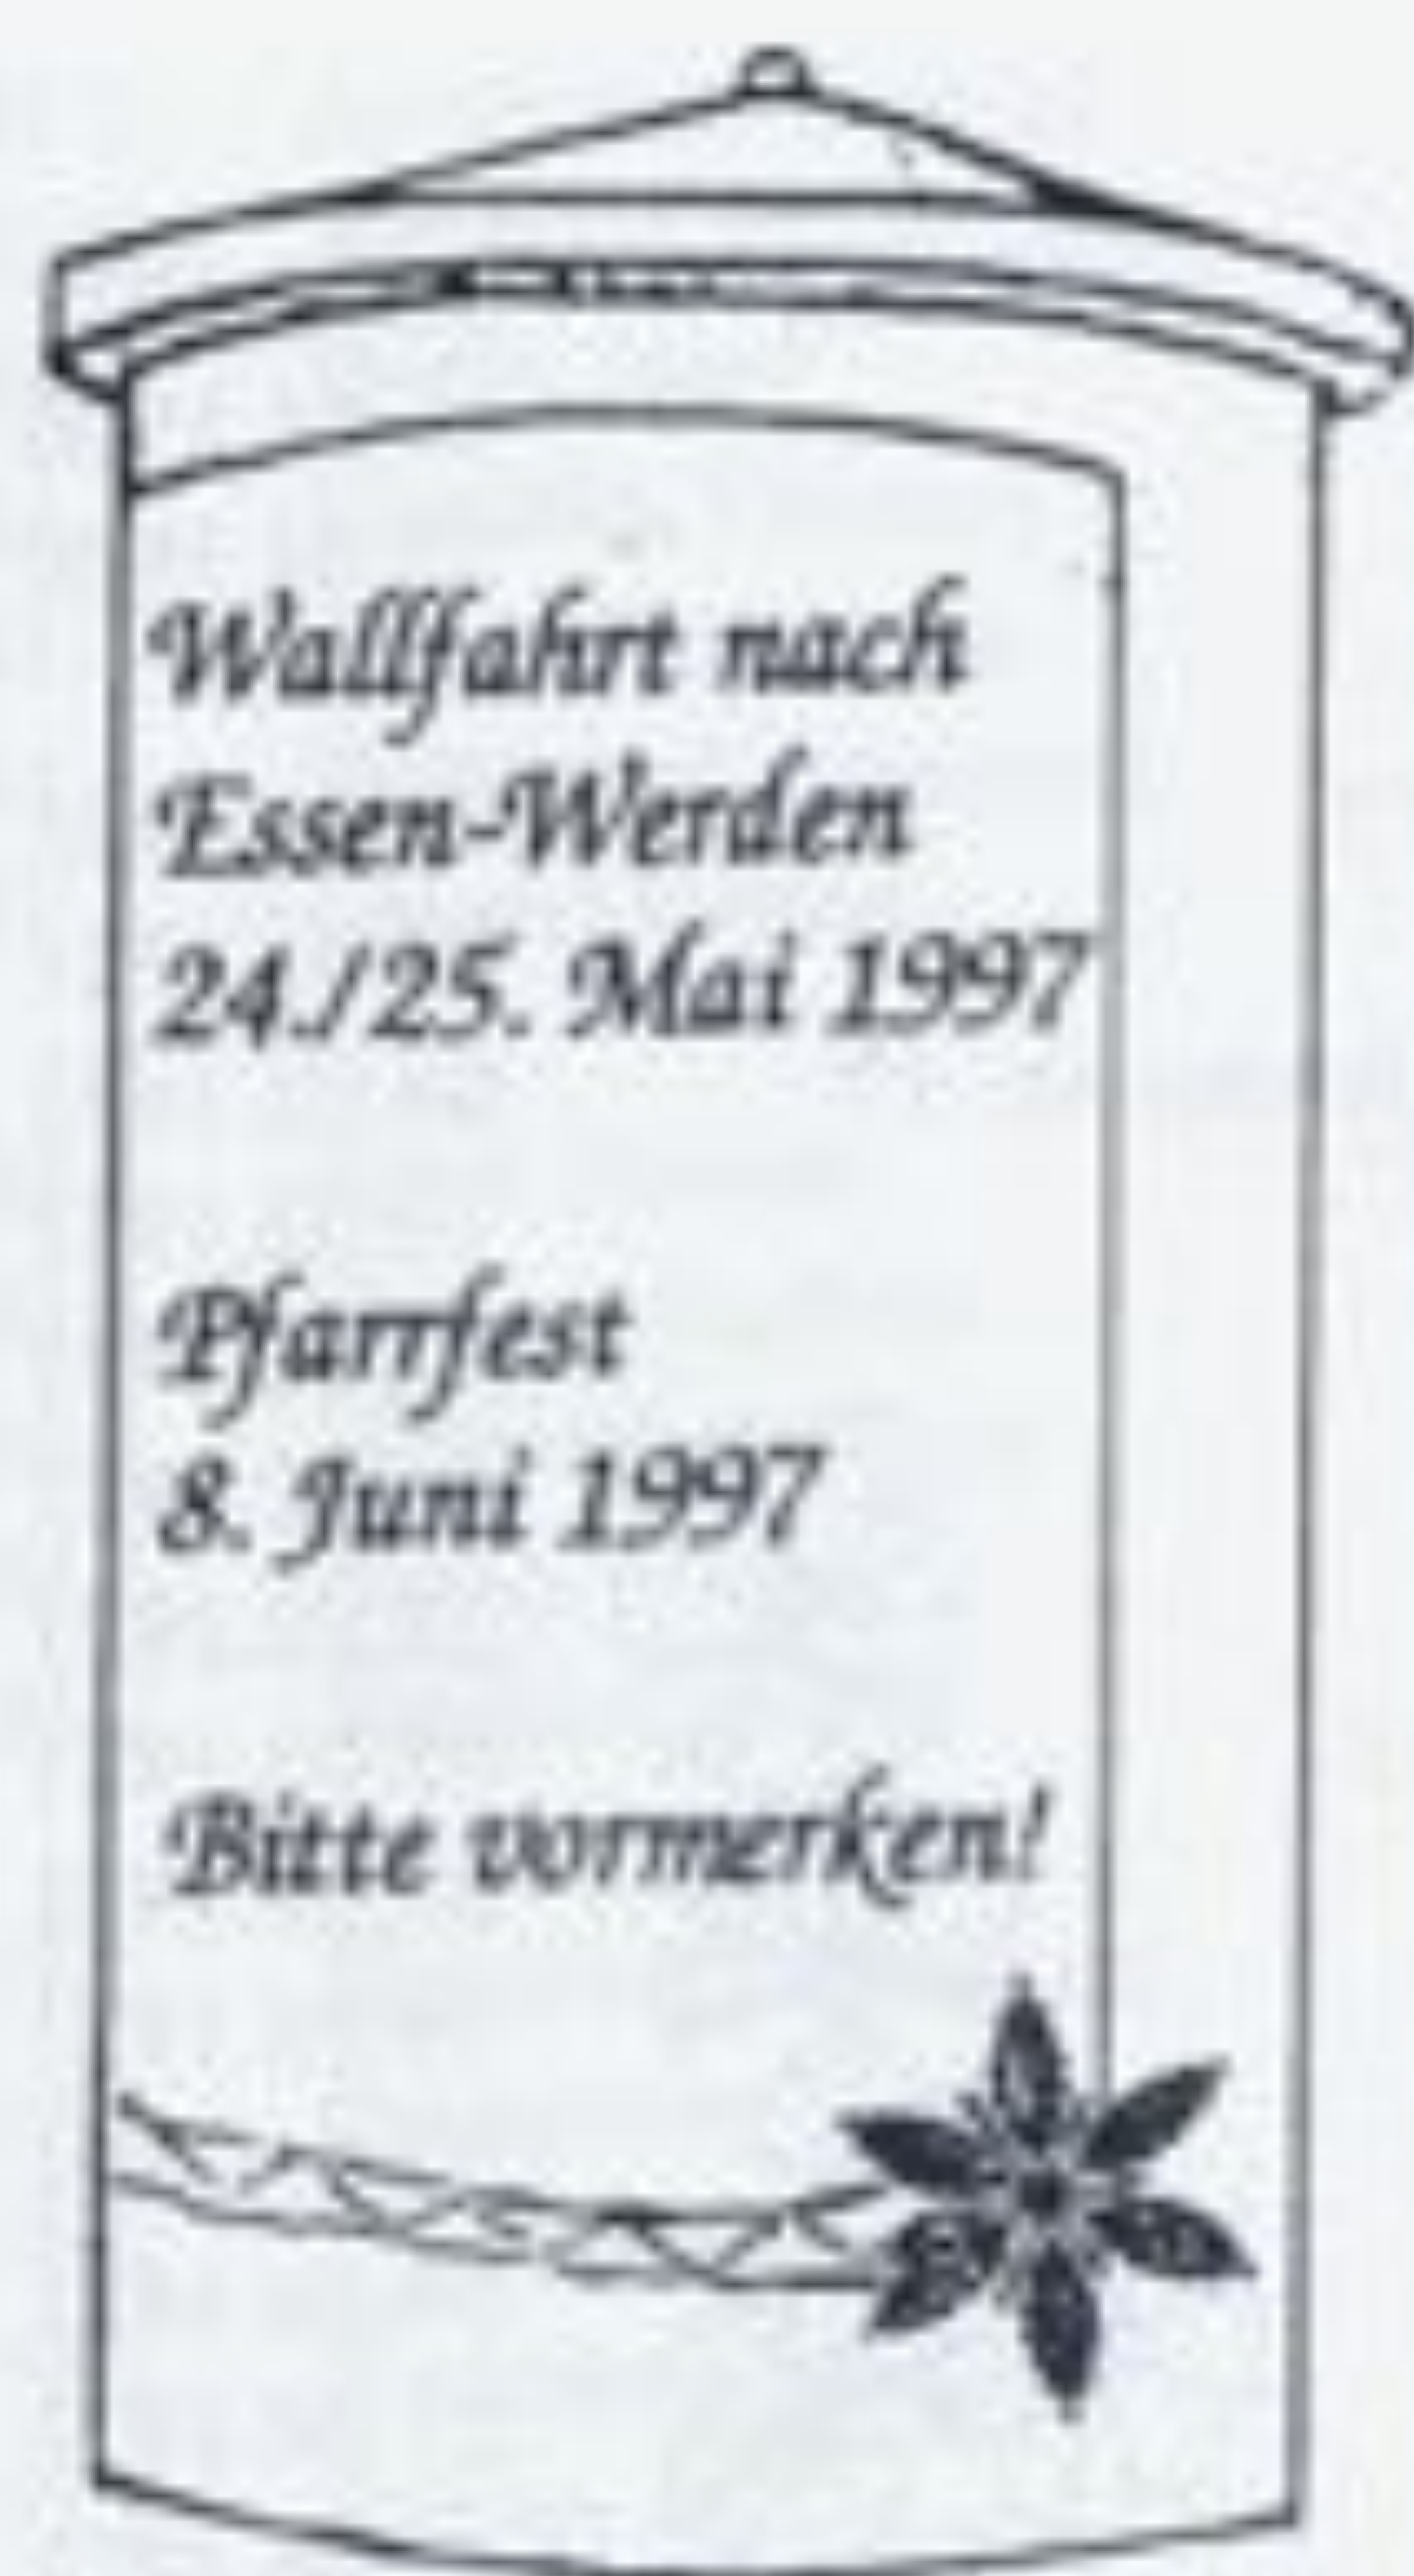 Wallfahrt nach
Essen-Werden
24./25. Mai 1997
Pfarrfest
8. Juni 1997
Bitte vormerken!